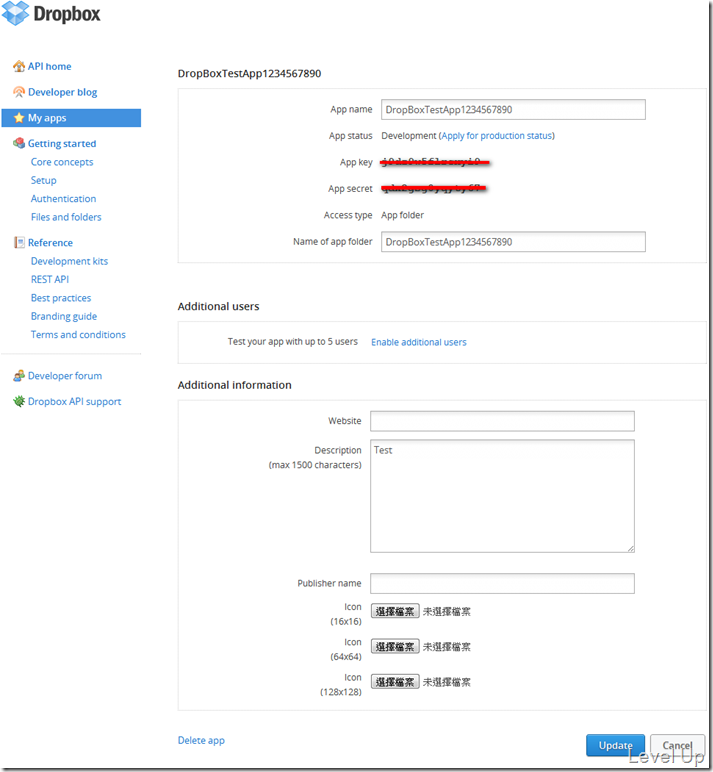 Dropbox
API home
Developer blog
My apps
Getting started
Core concepts
Setup
Authentication
Files and folders
Reference
Development kits
REST API
Best practices
Branding guide
Terms and conditions
Developer forum
Dropbox API support
DropBoxTestApp1234567890
App name DropBoxTestApp1234567890
App status Development (Apply for production status)
App key
App secret
Access type App folder
Name of app folder DropBoxTestApp1234567890
Additional users
Test your app with up to 5 users Enable additional users
Additional information
Website
Description Test
(max 1500 characters)
Publisher name
Icon
(16x16) 選擇檔案 未選擇檔案
Icon
(64x64) 選擇檔案 未選擇檔案
Icon
(128x128) 選擇檔案 未選擇檔案
Delete app Update Cancel
Level Up